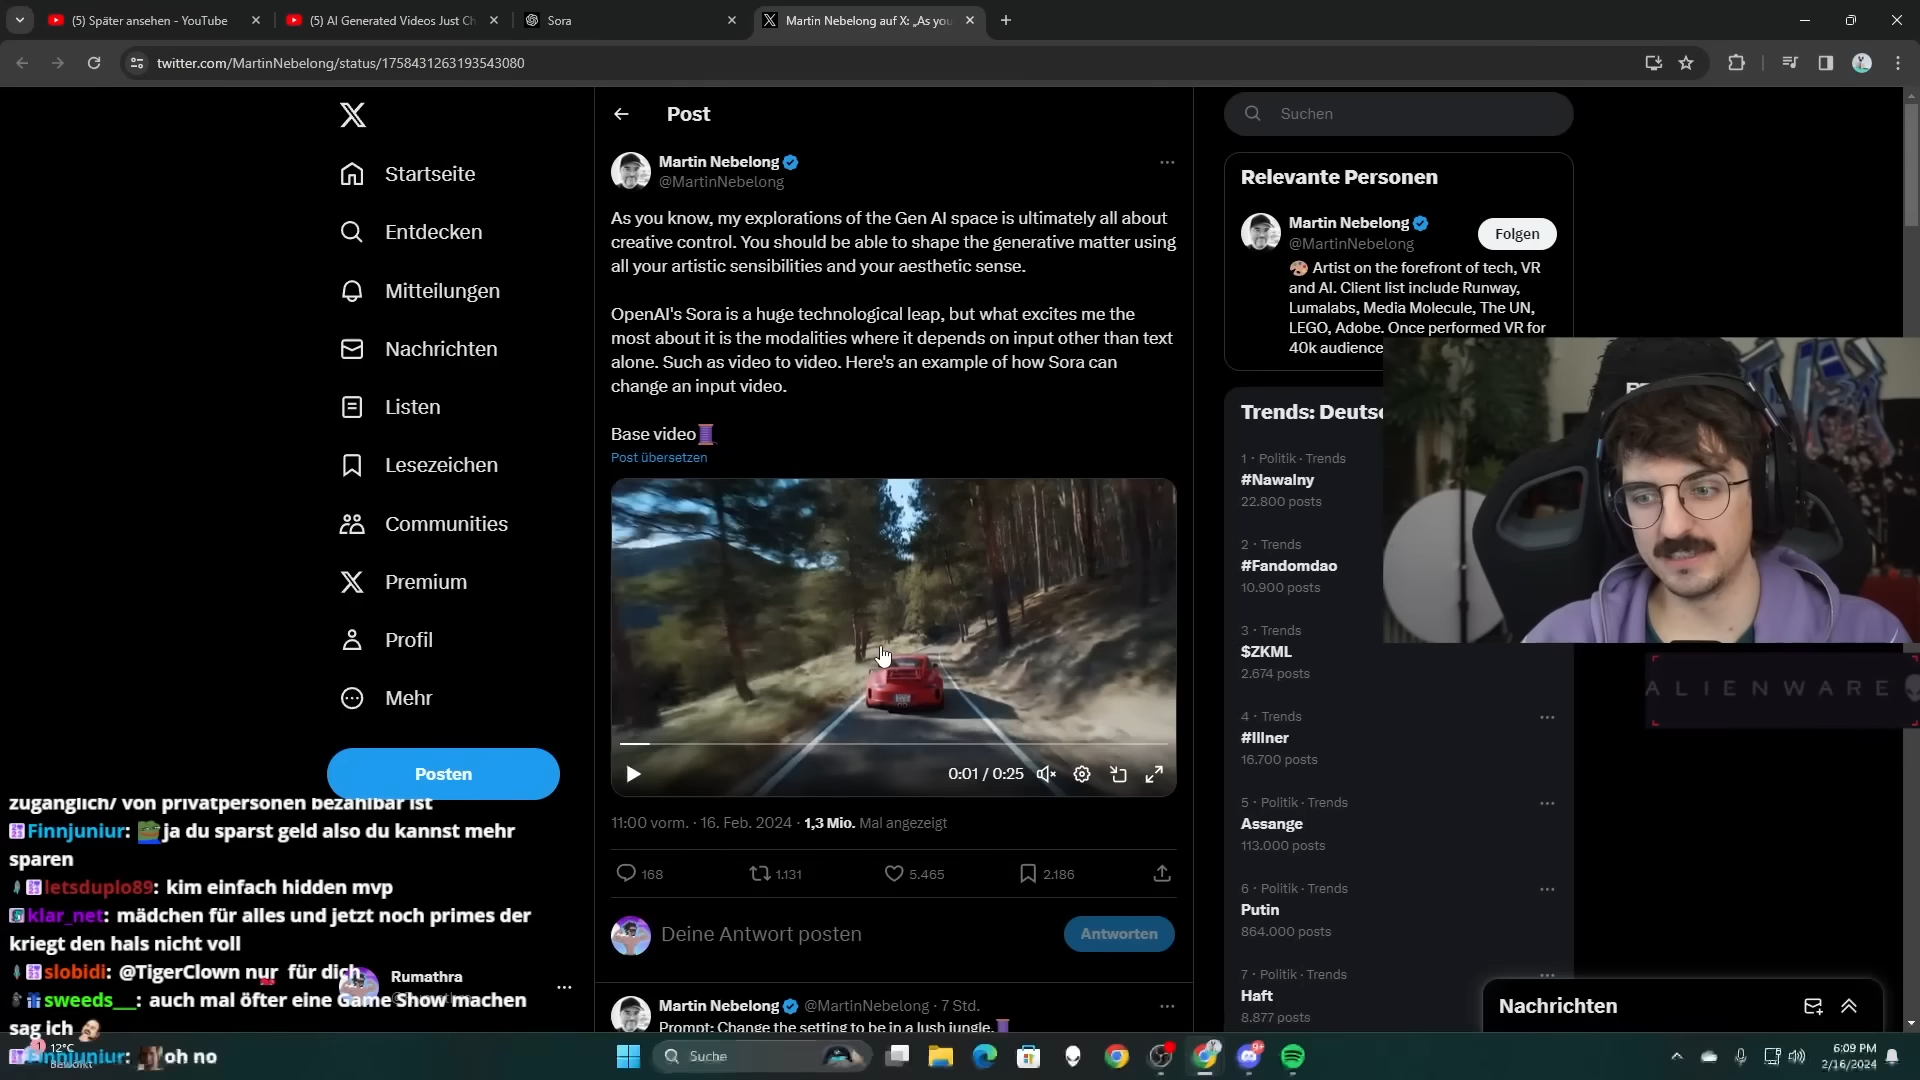 (5) Später ansehen - YouTube
(5) AI Generated Videos Just Ch
Sora
Martin Nebelong auf X: „As you
twitter.com/MartinNebelong/status/1758431263193543080
Startseite
Entdecken
Mitteilungen
Nachrichten
Listen
Lesezeichen
Communities
Premium
Profil
Mehr
Posten
Post
Martin Nebelong
@MartinNebelong
As you know, my explorations of the Gen AI space is ultimately all about
creative control. You should be able to shape the generative matter using
all your artistic sensibilities and your aesthetic sense.
OpenAI's Sora is a huge technological leap, but what excites me the
most about it is the modalities where it depends on input other than text
alone. Such as video to video. Here's an example of how Sora can
change an input video.
Base video🧵
Post übersetzen
0:01 / 0:25
11:00 vorm. · 16. Feb. 2024 · 1,3 Mio. Mal angezeigt
168
1.131
5.465
2.186
Deine Antwort posten
Antworten
Martin Nebelong @MartinNebelong · 7 Std.
Prompt: Change the setting to be in a lush jungle.🧵
Suchen
Relevante Personen
Martin Nebelong
@MartinNebelong
Folgen
🎨 Artist on the forefront of tech, VR
and AI. Client list include Runway,
Lumalabs, Media Molecule, The UN,
LEGO, Adobe. Once performed VR for
40k audience
Trends: Deutsc
1 · Politik · Trends
#Nawalny
22.800 posts
2 · Trends
#Fandomdao
10.900 posts
3 · Trends
$ZKML
2.674 posts
4 · Trends
#Illner
16.700 posts
5 · Politik · Trends
Assange
113.000 posts
6 · Politik · Trends
Putin
864.000 posts
7 · Politik · Trends
Haft
8.877 posts
ALIENWARE
Nachrichten
zugänglich/ von privatpersonen bezahlbar ist
Finnjuniur: ja du sparst geld also du kannst mehr
sparen
letsduplo89: kim einfach hidden mvp
klar_net: mädchen für alles und jetzt noch primes der
kriegt den hals nicht voll
slobidi: @TigerClown nur für dich
sweeds__: auch mal öfter eine Game Show machen
sag ich
Finnjuniur: oh no
Rumathra
12°C
Suche
6:09 PM
2/16/2024